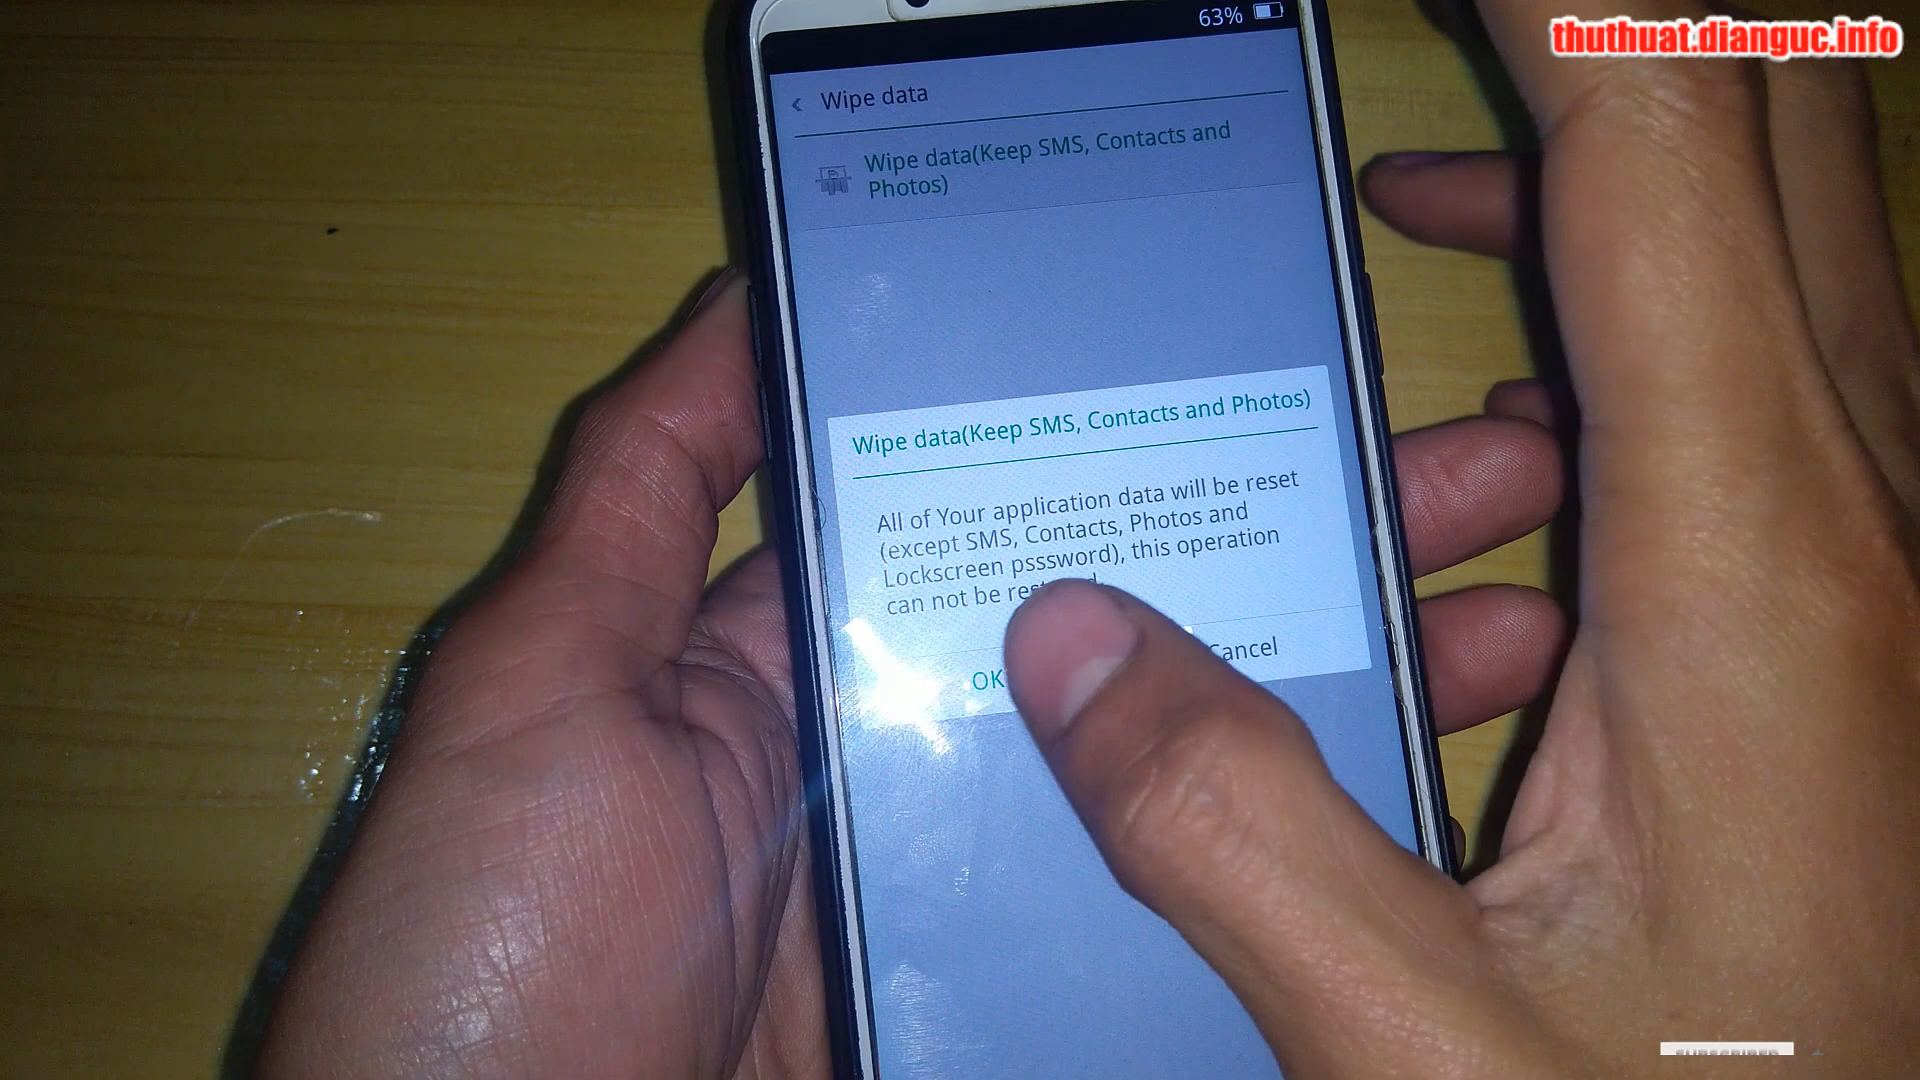 thuthuat.dianguc.info
63%
Wipe data
Wipe data(Keep SMS, Contacts and
Photos)
Wipe data(Keep SMS, Contacts and Photos)
All of Your application data will be reset
(except SMS, Contacts, Photos and
Lockscreen psssword), this operation
can not be
OK
Cancel